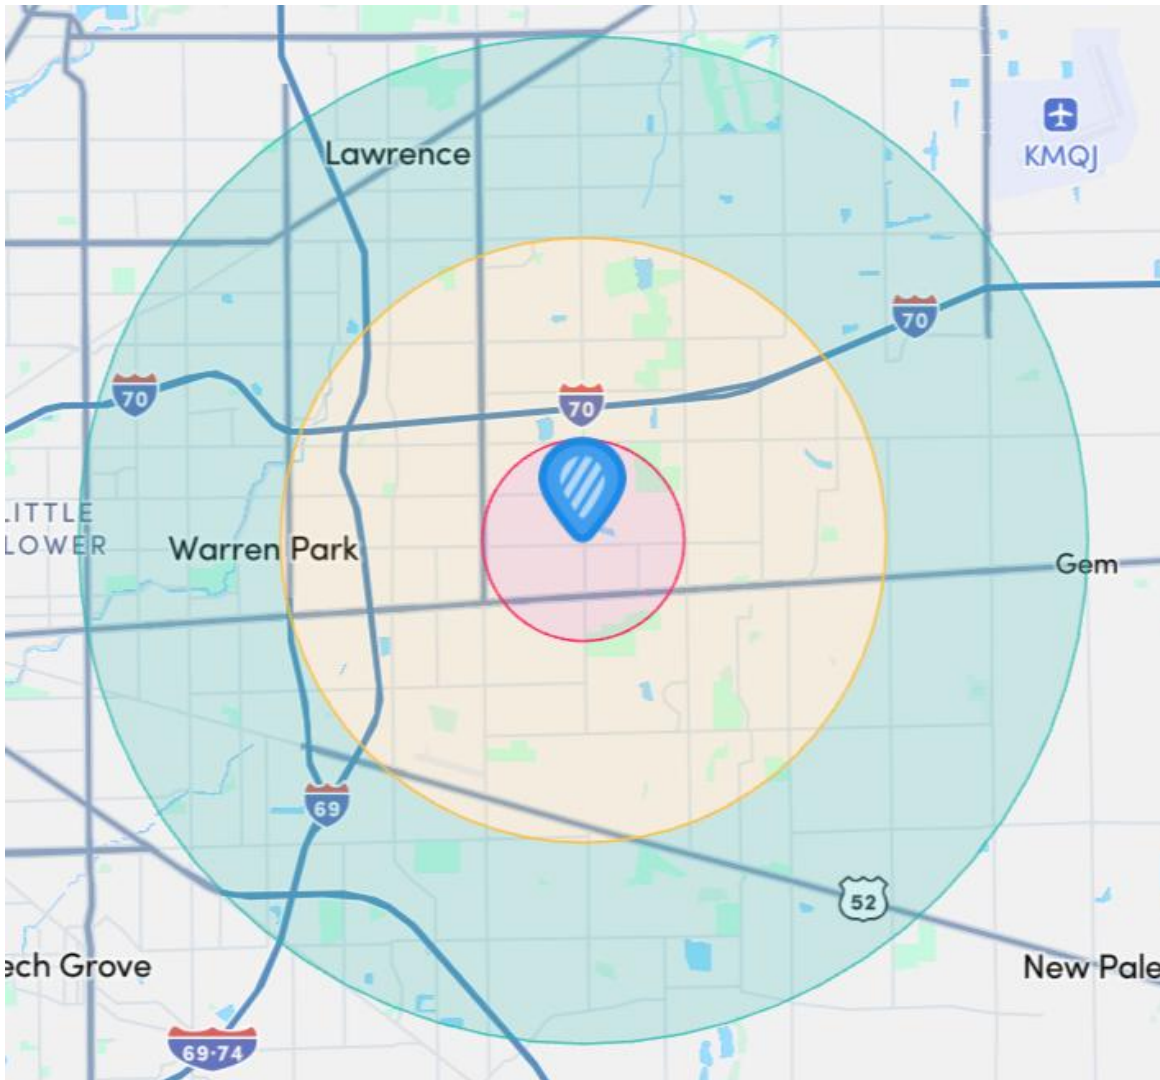 Lawrence
KMQJ
70
70
70
LITTLE
LOWER
Warren Park
Gem
69
52
ech Grove
New Pale
69·74